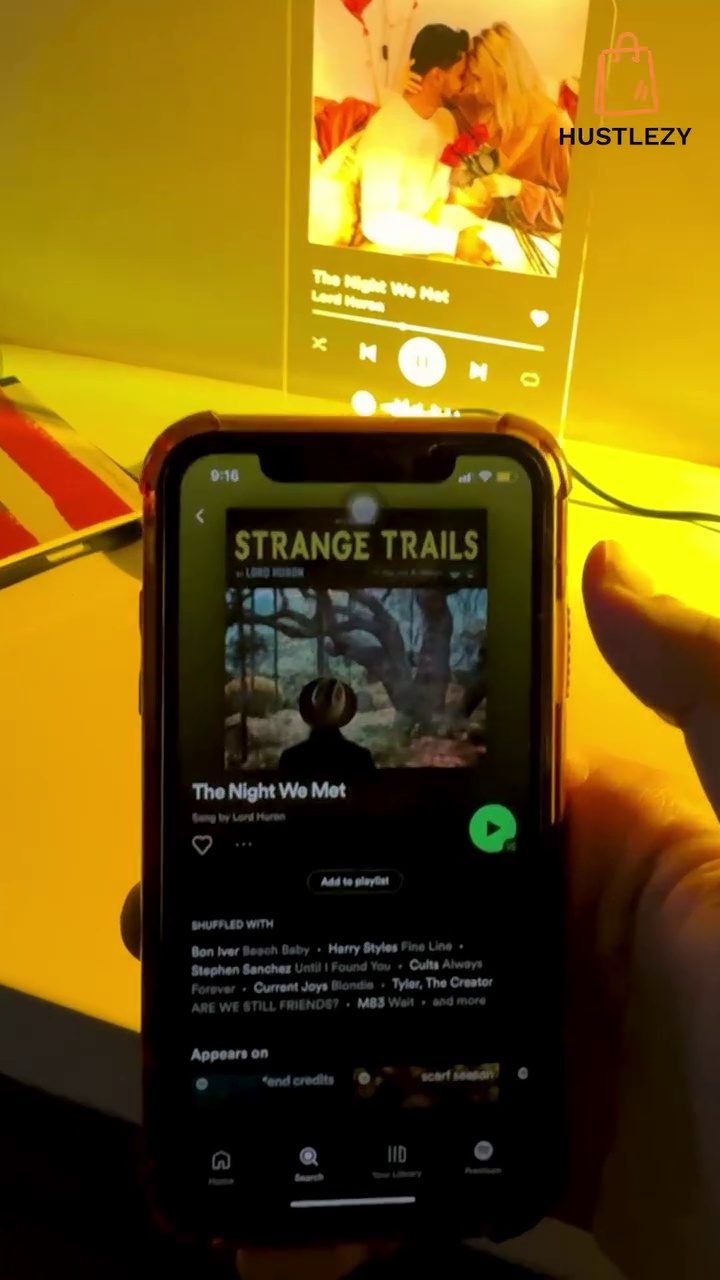 HUSTLEZY
The Night We Met
Lord Huron
9:16
STRANGE TRAILS
BY LORD HURON
The Night We Met
Song by Lord Huron
Add to playlist
SHUFFLED WITH
Bon Iver Beach Baby • Harry Styles Fine Line •
Stephen Sanchez Until I Found You • Cults Always
Forever • Current Joys Blondie • Tyler, The Creator
ARE WE STILL FRIENDS? • M83 Wait • and more
Appears on
*end credits
scarf season
Home
Search
Your Library
Premium